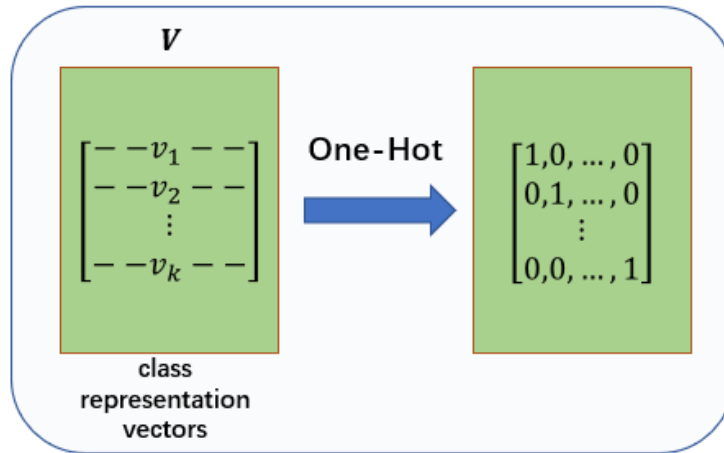 V
[− −v₁ − −]
[− −v₂ − −]
⋮
[− −vₖ − −]
class
representation
vectors
One-Hot
[1,0, …, 0]
[0,1, …, 0]
⋮
[0,0, …, 1]